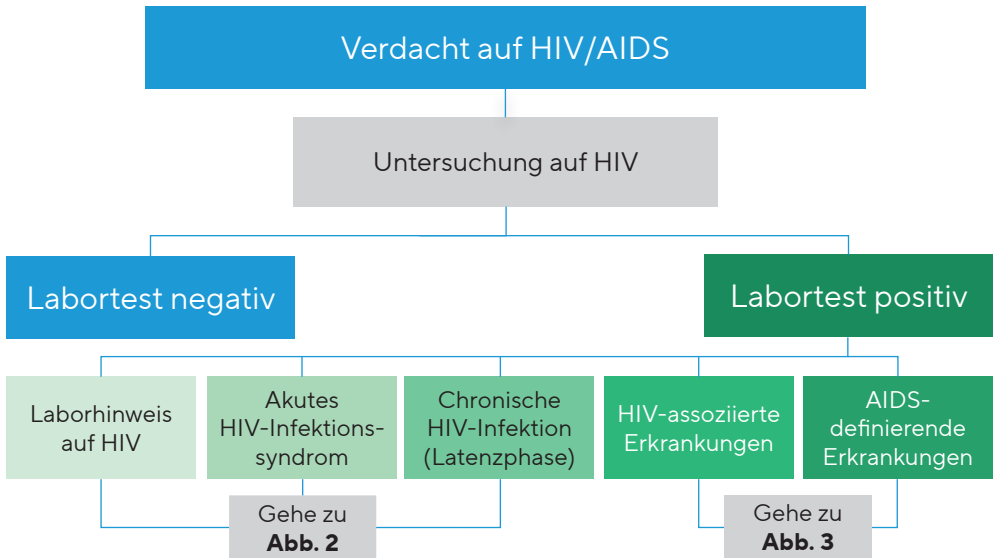 Verdacht auf HIV/AIDS
Untersuchung auf HIV
Labortest negativ
Labortest positiv
Laborhinweis
auf HIV
Akutes
HIV-Infektions-
syndrom
Chronische
HIV-Infektion
(Latenzphase)
HIV-assoziierte
Erkrankungen
AIDS-
definierende
Erkrankungen
Gehe zu
Abb. 2
Gehe zu
Abb. 3